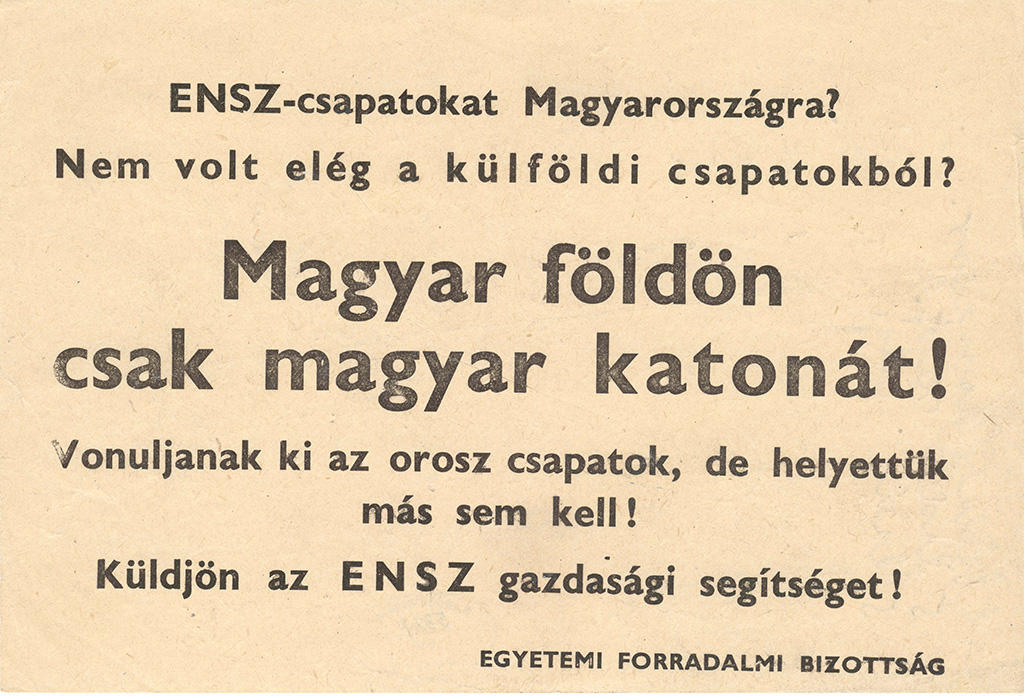 ENSZ-csapatokat Magyarországra?
Nem volt elég a külföldi csapatokból?
Magyar földön
csak magyar katonát!
Vonuljanak ki az orosz csapatok, de helyettük
más sem kell!
Küldjön az ENSZ gazdasági segítséget!
EGYETEMI FORRADALMI BIZOTTSÁG